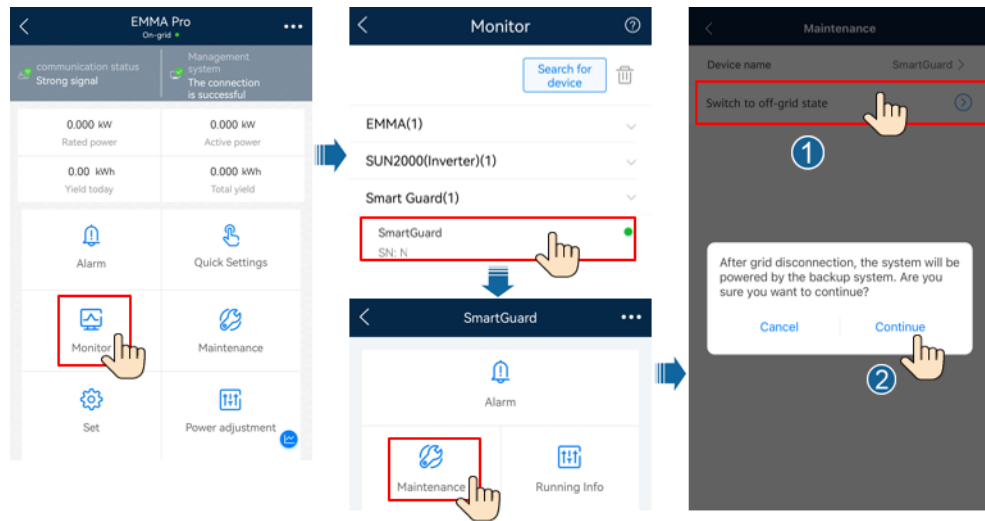 EMMA Pro
On-grid
communication status
Strong signal
Management
system
The connection
is successful
0.000 kW
Rated power
0.000 kW
Active power
0.00 kWh
Yield today
0.000 kWh
Total yield
Alarm
Quick Settings
Monitor
Maintenance
Set
Power adjustment
Monitor
Search for
device
EMMA(1)
SUN2000(Inverter)(1)
Smart Guard(1)
SmartGuard
SN: N
SmartGuard
Alarm
Maintenance
Running Info
Maintenance
Device name
SmartGuard
Switch to off-grid state
1
After grid disconnection, the system will be
powered by the backup system. Are you
sure you want to continue?
Cancel
Continue
2